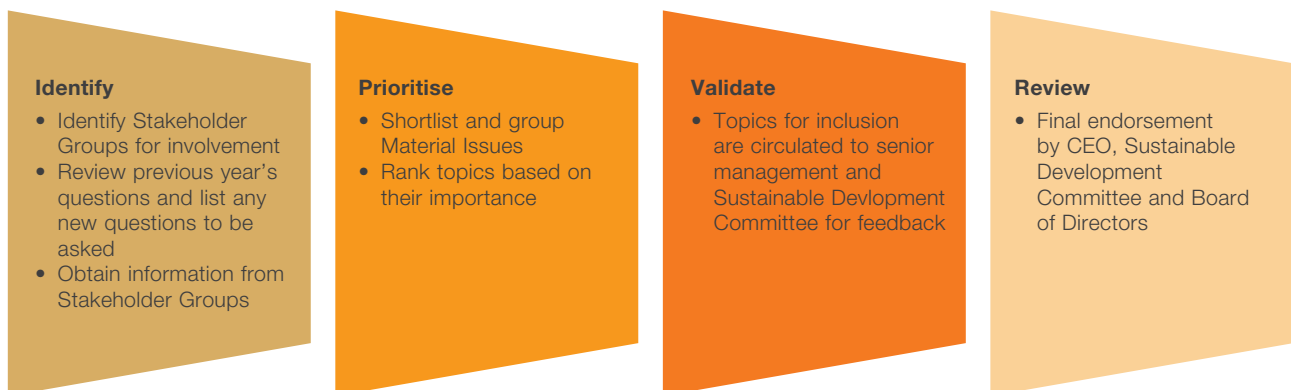 Identify
• Identify Stakeholder
Groups for involvement
• Review previous year's
questions and list any
new questions to be
asked
• Obtain information from
Stakeholder Groups
Prioritise
• Shortlist and group
Material Issues
• Rank topics based on
their importance
Validate
• Topics for inclusion
are circulated to senior
management and
Sustainable Devlopment
Committee for feedback
Review
• Final endorsement
by CEO, Sustainable
Development
Committee and Board
of Directors